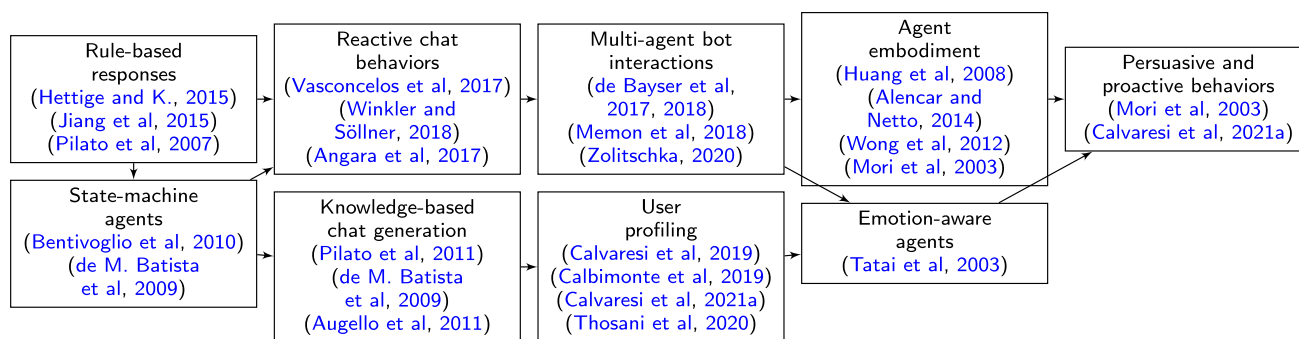 Rule-based
responses
(Hettige and K., 2015)
(Jiang et al, 2015)
(Pilato et al, 2007)
State-machine
agents
(Bentivoglio et al, 2010)
(de M. Batista
et al, 2009)
Reactive chat
behaviors
(Vasconcelos et al, 2017)
(Winkler and
Söllner, 2018)
(Angara et al, 2017)
Knowledge-based
chat generation
(Pilato et al, 2011)
(de M. Batista
et al, 2009)
(Augello et al, 2011)
Multi-agent bot
interactions
(de Bayser et al,
2017, 2018)
(Memon et al, 2018)
(Zolitschka, 2020)
User
profiling
(Calvaresi et al, 2019)
(Calbimonte et al, 2019)
(Calvaresi et al, 2021a)
(Thosani et al, 2020)
Agent
embodiment
(Huang et al, 2008)
(Alencar and
Netto, 2014)
(Wong et al, 2012)
(Mori et al, 2003)
Emotion-aware
agents
(Tatai et al, 2003)
Persuasive and
proactive behaviors
(Mori et al, 2003)
(Calvaresi et al, 2021a)